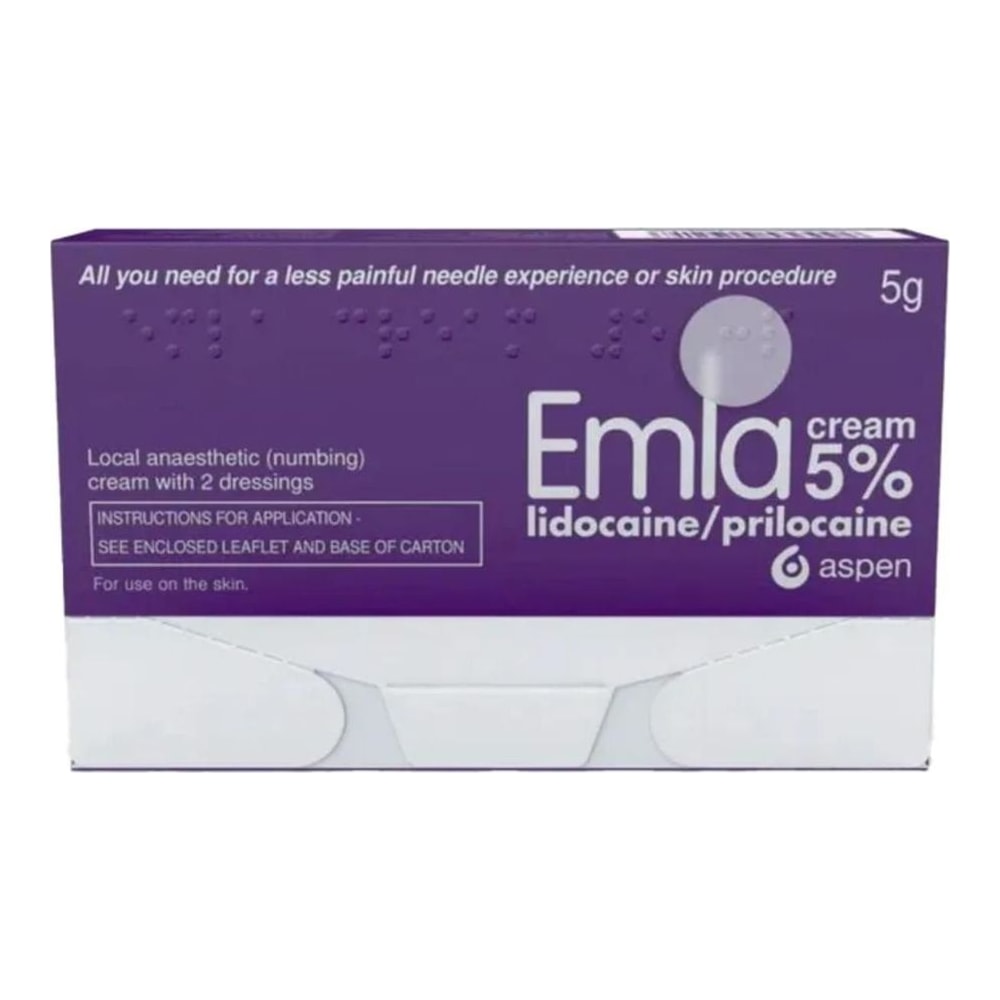 All you need for a less painful needle experience or skin procedure
5g
Emla cream
5%
lidocaine/prilocaine
aspen
Local anaesthetic (numbing)
cream with 2 dressings
INSTRUCTIONS FOR APPLICATION -
SEE ENCLOSED LEAFLET AND BASE OF CARTON
For use on the skin.